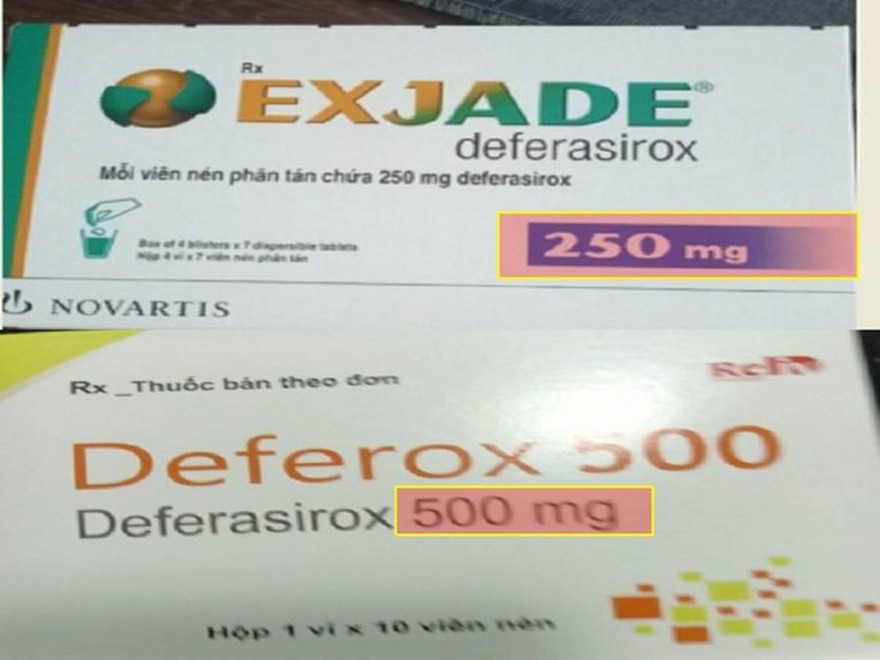 Rx
EXJADE®
deferasirox
Mỗi viên nén phân tán chứa 250 mg deferasirox
250 mg
Box of 4 blisters x 7 dispersible tablets
Hộp 4 vỉ x 7 viên nén phân tán
NOVARTIS
Rx _Thuốc bán theo đơn
Deferox 500
Deferasirox 500 mg
Hộp 1 vỉ x 10 viên nén